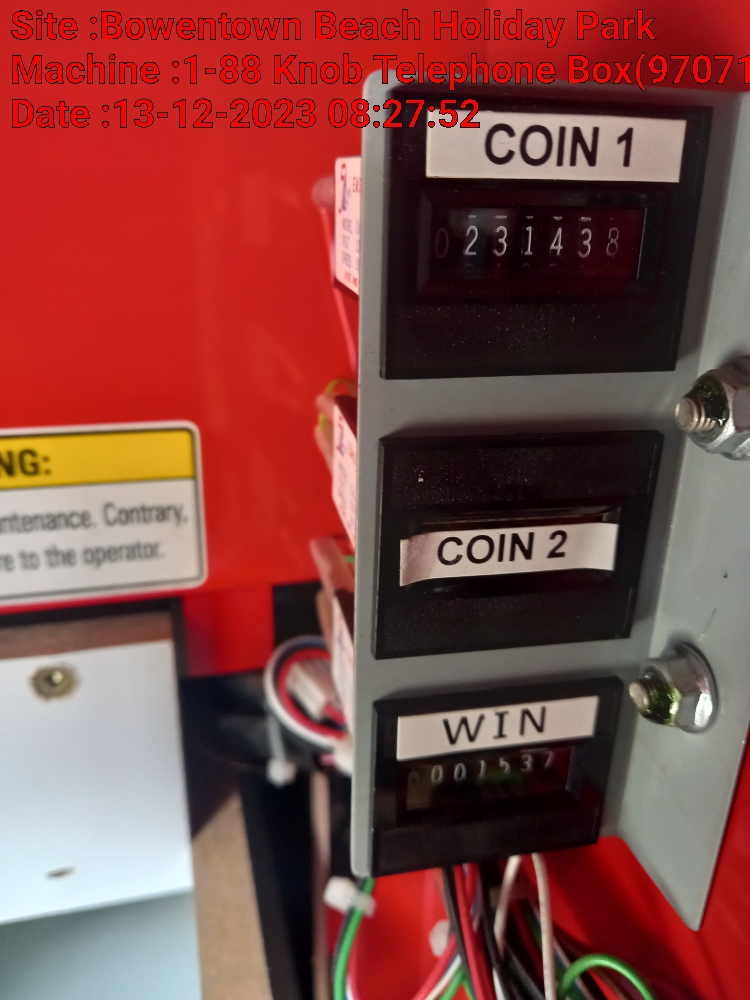 Site :Bowentown Beach Holiday Park
Machine :1-88 Knob Telephone Box(97071
Date :13-12-2023 08:27:52
COIN 1
0231438
COIN 2
WIN
0001537
NG:
ntenance. Contrary,
re to the operator.